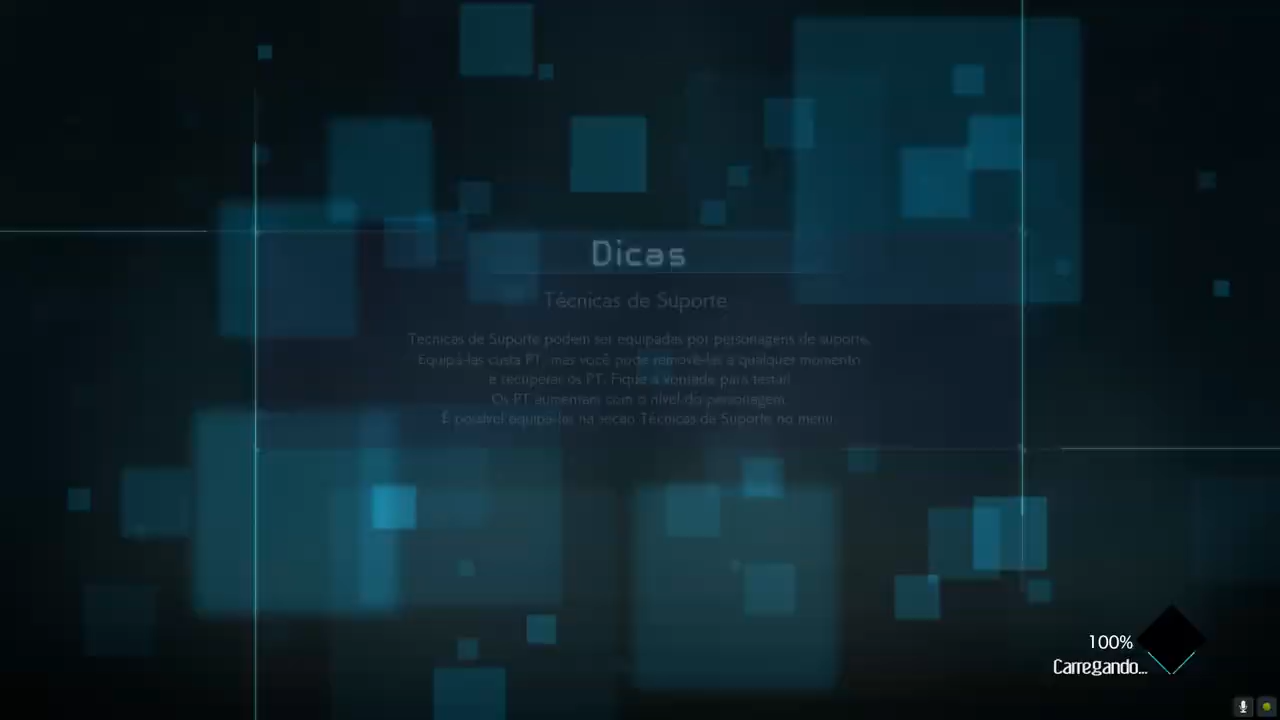 Dicas
Técnicas de Suporte
Técnicas de Suporte podem ser equipadas por personagens de suporte.
Equipá-las custa PT, mas você pode removê-las a qualquer momento
e recuperar os PT. Fique à vontade para testar!
Os PT aumentam com o nível do personagem.
É possível equipá-las na seção Técnicas de Suporte no menu.
100%
Carregando...